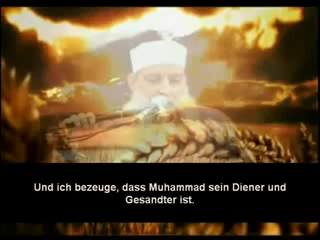 Und ich bezeuge, dass Muhammad sein Diener und
Gesandter ist.